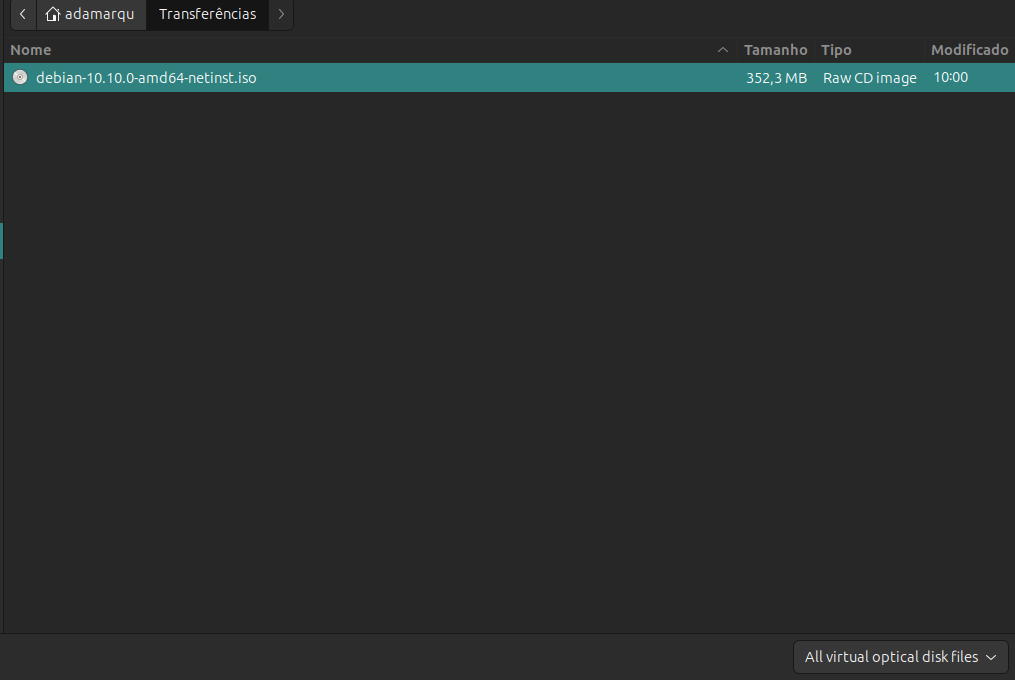 adamarqu Transferências
Nome Tamanho Tipo Modificado
debian-10.10.0-amd64-netinst.iso 352,3 MB Raw CD image 10:00
All virtual optical disk files